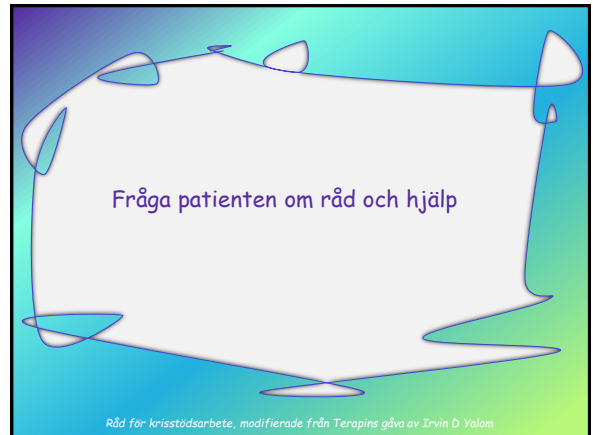 Fråga patienten om råd och hjälp
Råd för krisstödsarbete, modifierade från Terapins gåva av Irvin D Yalom